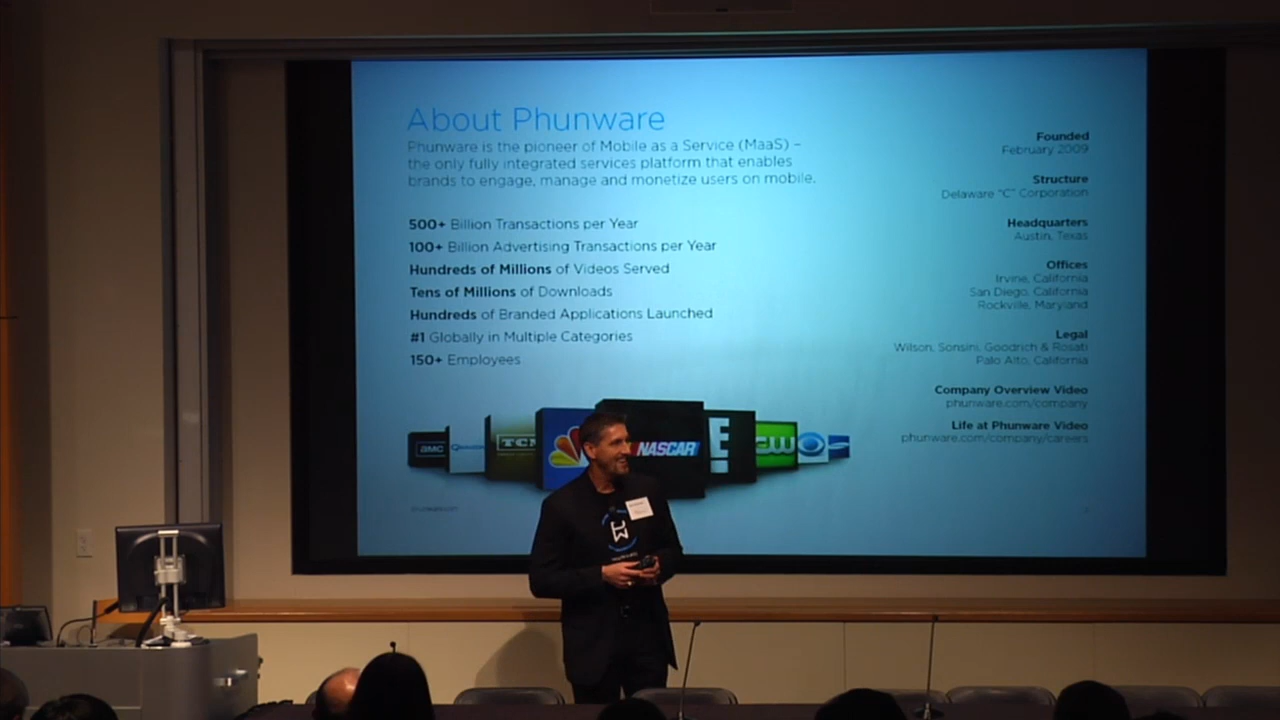 About Phunware
Phunware is the pioneer of Mobile as a Service (MaaS) –
the only fully integrated services platform that enables
brands to engage, manage and monetize users on mobile.
500+ Billion Transactions per Year
100+ Billion Advertising Transactions per Year
Hundreds of Millions of Videos Served
Tens of Millions of Downloads
Hundreds of Branded Applications Launched
#1 Globally in Multiple Categories
150+ Employees
Founded
February 2009
Structure
Delaware "C" Corporation
Headquarters
Austin, Texas
Offices
Irvine, California
San Diego, California
Rockville, Maryland
Legal
Wilson, Sonsini, Goodrich & Rosati
Palo Alto, California
Company Overview Video
phunware.com/company
Life at Phunware Video
phunware.com/company/careers
AMC
TCM
NASCAR
E
CW